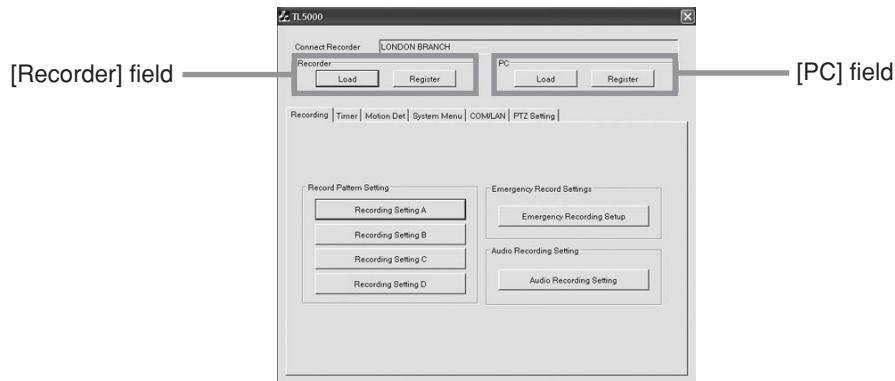 TL5000
Connect Recorder LONDON BRANCH
[Recorder] field
Recorder
Load Register
PC
Load Register
[PC] field
Recording Timer Motion Det System Menu COM/LAN PTZ Setting
Record Pattern Setting
Recording Setting A
Recording Setting B
Recording Setting C
Recording Setting D
Emergency Record Settings
Emergency Recording Setup
Audio Recording Setting
Audio Recording Setting